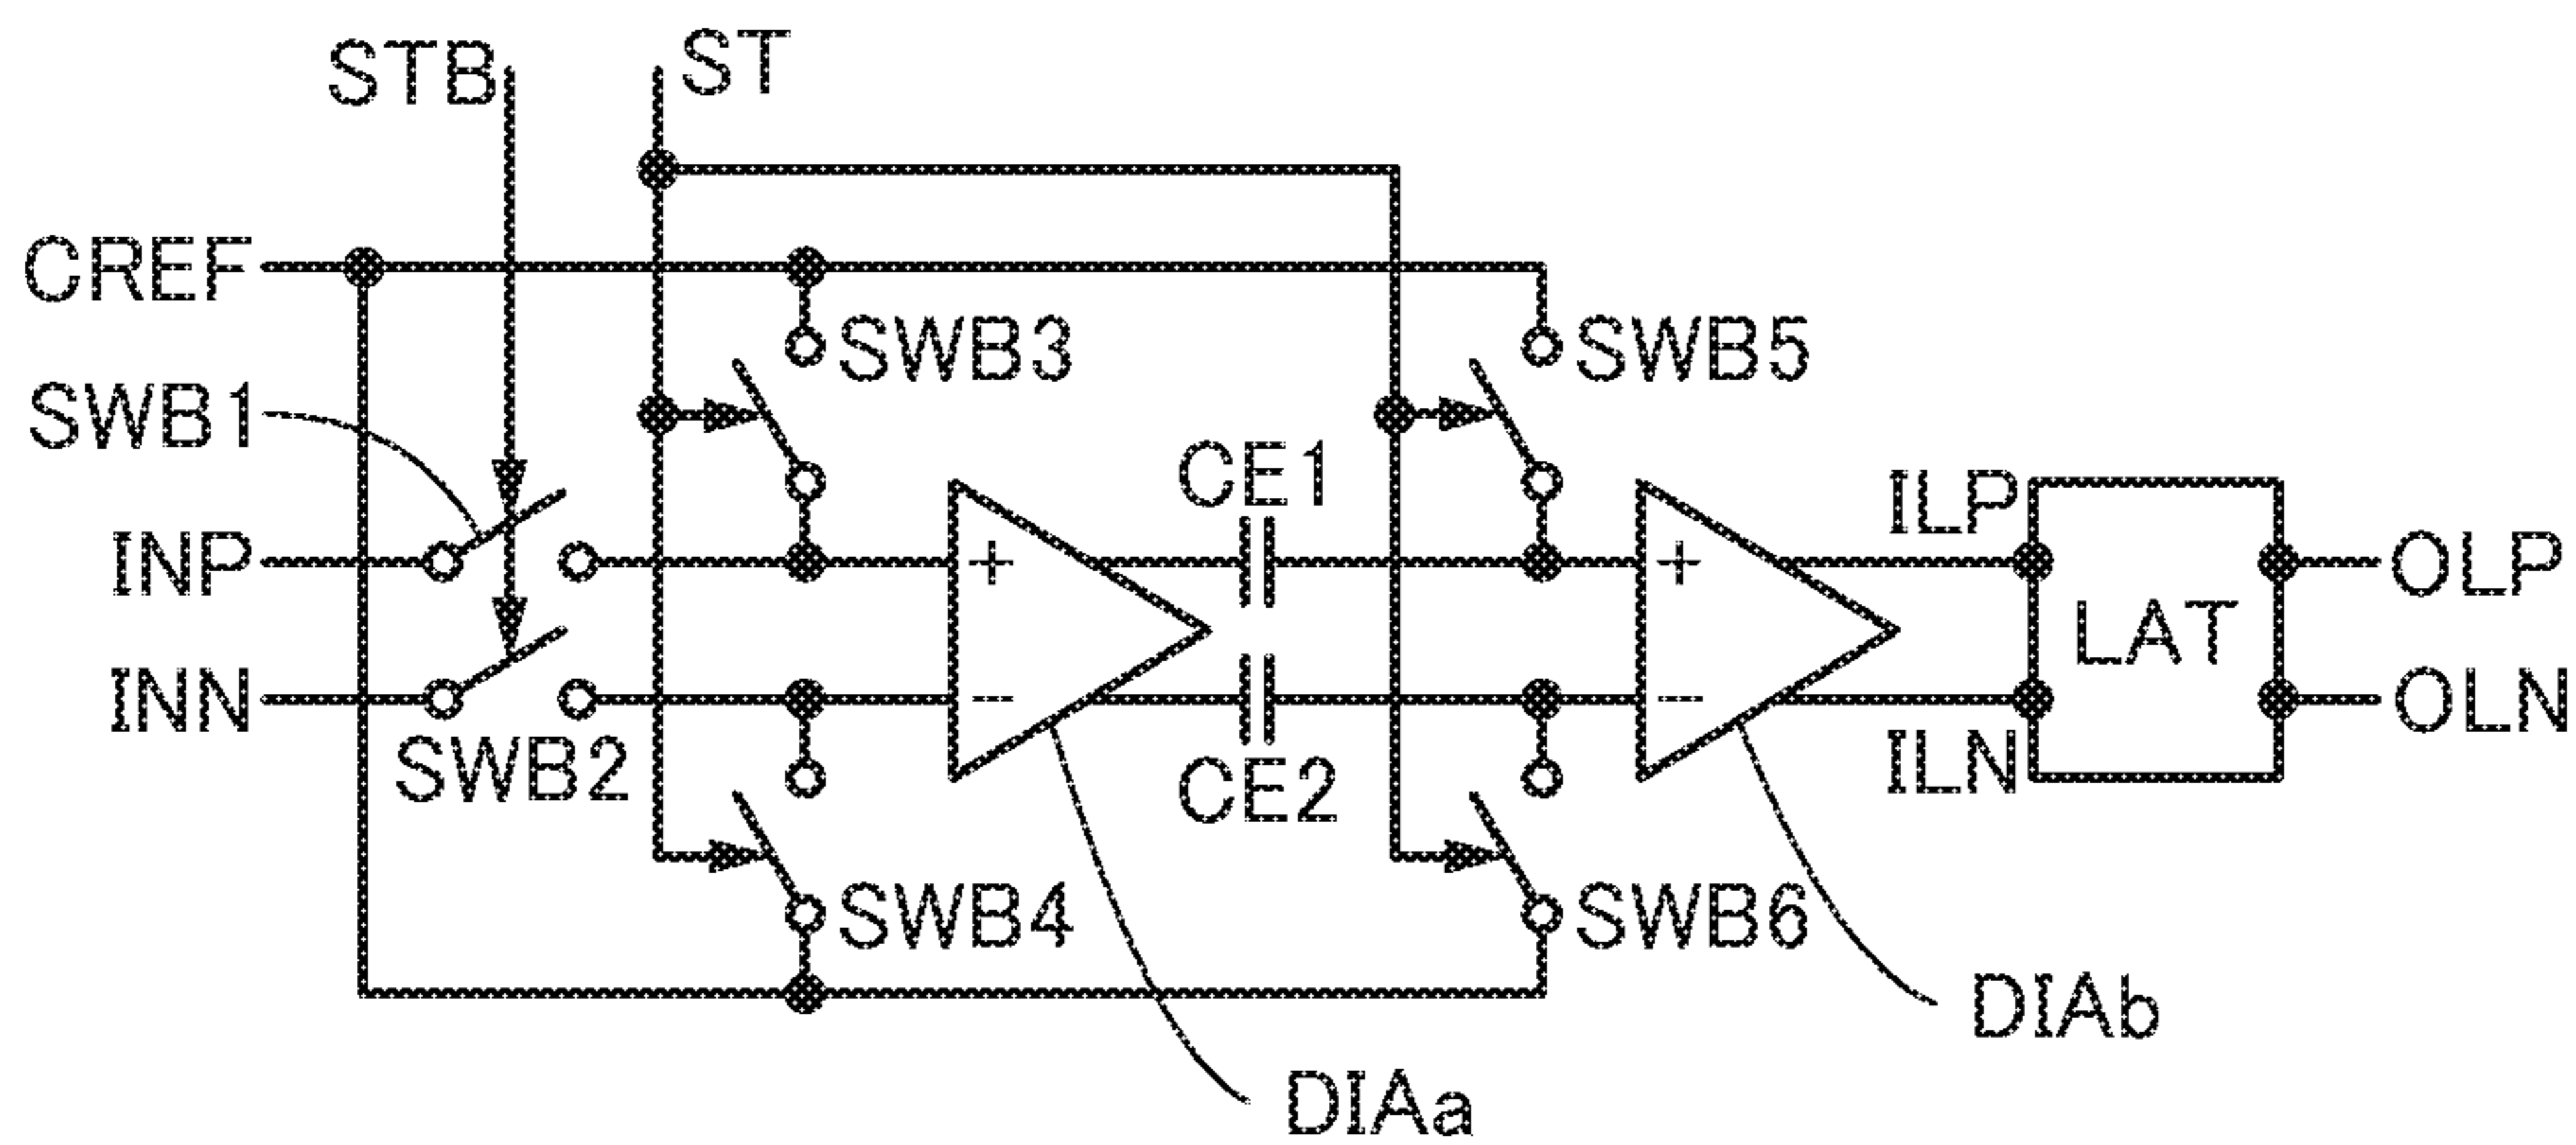 STB
ST
CREF
SWB3
SWB5
SWB1
CE1
INP
+
+
ILP
OLP
LAT
INN
-
-
OLN
SWB2
CE2
ILN
SWB4
SWB6
DIAb
DIAa